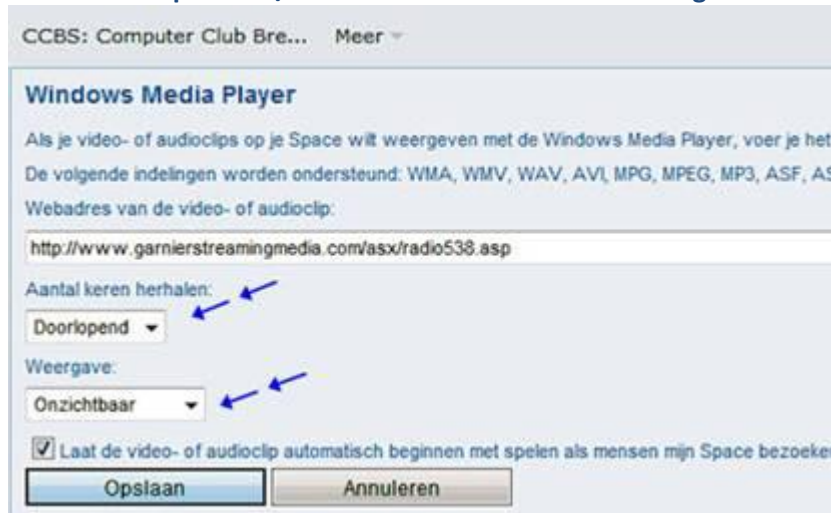 CCBS: Computer Club Bre... Meer
Windows Media Player
Als je video- of audioclips op je Space wilt weergeven met de Windows Media Player, voer je het
De volgende indelingen worden ondersteund: WMA, WMV, WAV, AVI, MPG, MPEG, MP3, ASF, AS
Webadres van de video- of audioclip:
http://www.garnierstreamingmedia.com/asx/radio538.asp
Aantal keren herhalen:
Doorlopend
Weergave:
Onzichtbaar
Laat de video- of audioclip automatisch beginnen met spelen als mensen mijn Space bezoeken
Opslaan Annuleren